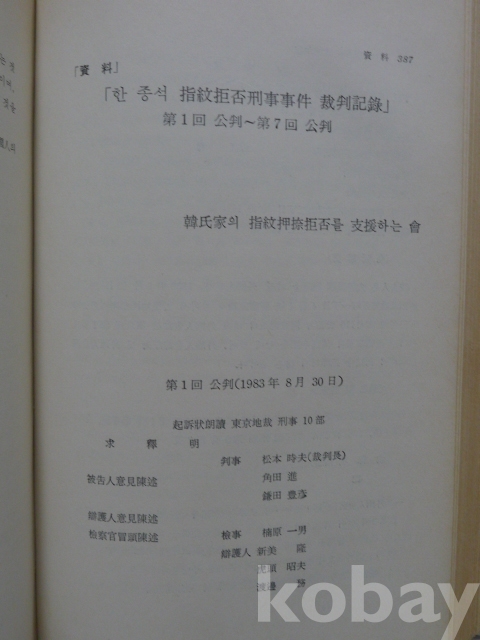 資 料 387
「資 料」
「한 종석 指紋拒否刑事事件 裁判記錄」
第1回 公判~第7回 公判
韓氏家의 指紋押捺拒否를 支援하는 會
第1回 公判(1983年 8月 30日)
起訴狀朗讀 東京地裁 刑事 10部
求 釋 明
判事 松本 時夫(裁判長)
被告人意見陳述 角田 進
鎌田 豊彦
辯護人意見陳述
檢察官冒頭陳述 檢事 楠原 一男
辯護人 新美 隆
虎頭 昭夫
渡邊
kobay